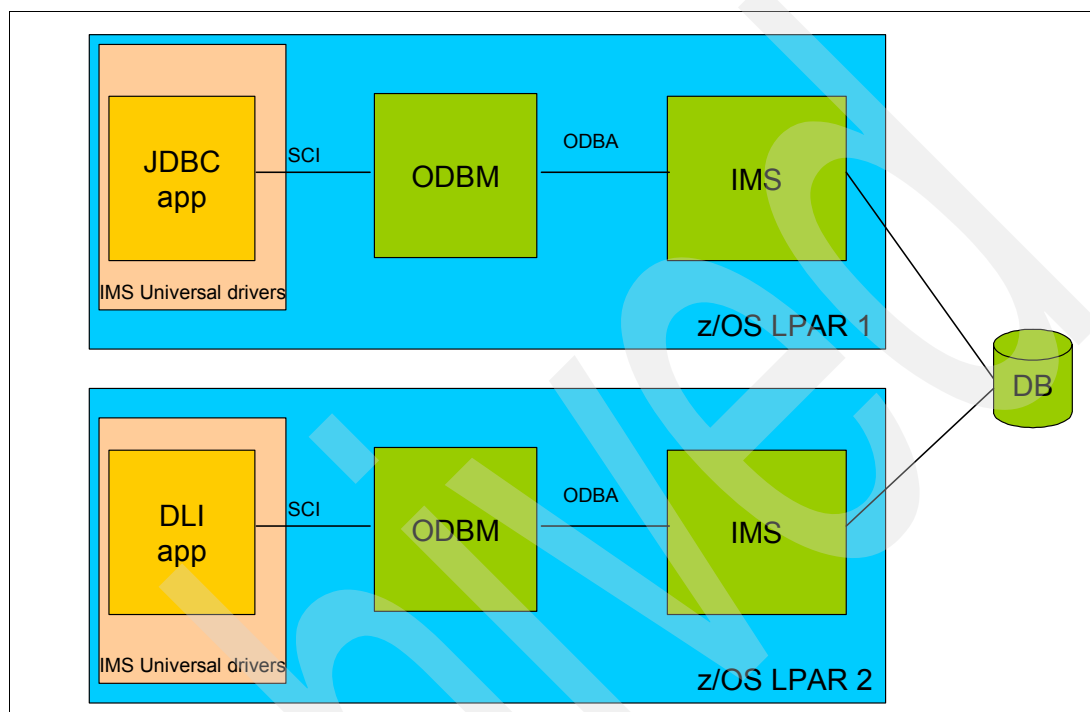 JDBC
app
SCI
ODBM
ODBA
IMS
IMS Universal drivers
z/OS LPAR 1
DB
DLI
app
SCI
ODBM
ODBA
IMS
IMS Universal drivers
z/OS LPAR 2